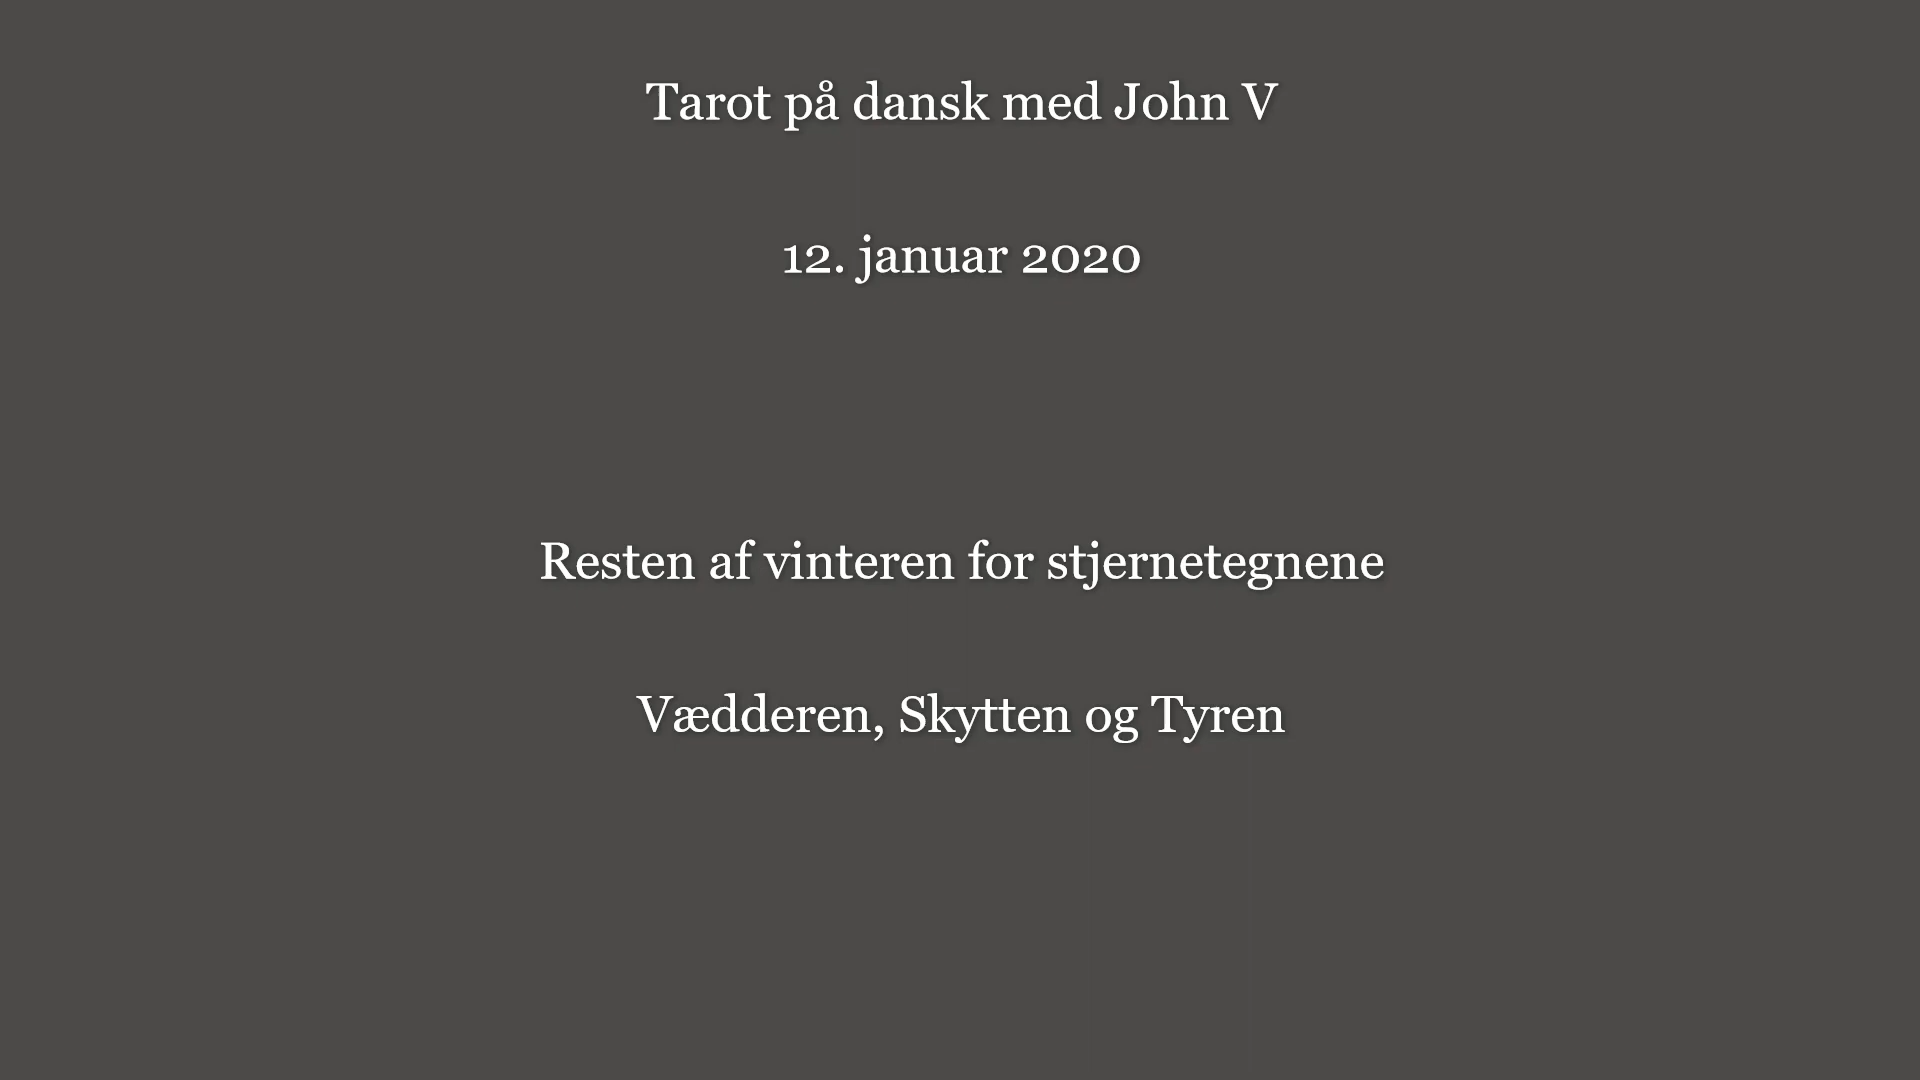 Tarot på dansk med John V
12. januar 2020
Resten af vinteren for stjernetegnene
Vædderen, Skytten og Tyren